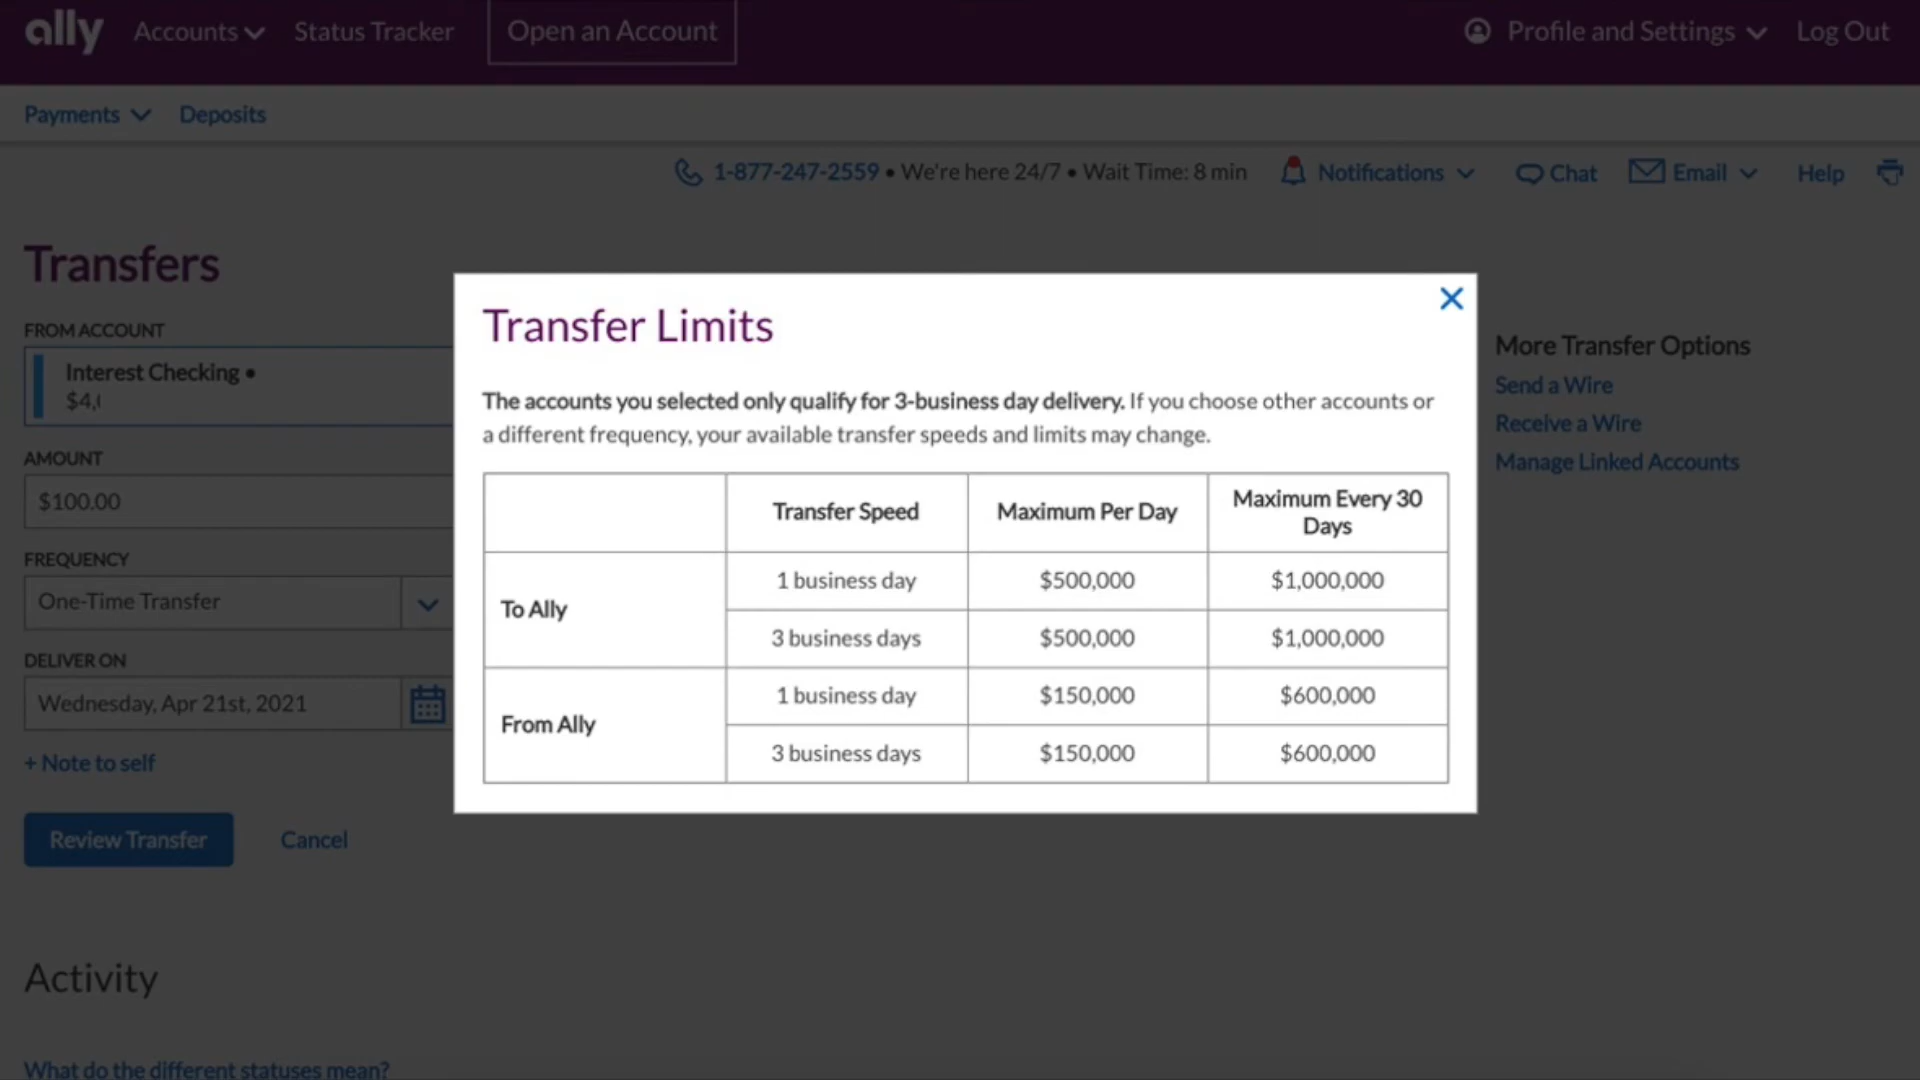 ally Accounts Status Tracker Open an Account Profile and Settings Log Out
Payments Deposits
1-877-247-2559 • We're here 24/7 • Wait Time: 8 min Notifications Chat Email Help
Transfers
FROM ACCOUNT
Interest Checking •
$4,
AMOUNT
$100.00
FREQUENCY
One-Time Transfer
DELIVER ON
Wednesday, Apr 21st, 2021
+ Note to self
Review Transfer Cancel
Transfer Limits
The accounts you selected only qualify for 3-business day delivery. If you choose other accounts or
a different frequency, your available transfer speeds and limits may change.
Transfer Speed Maximum Per Day Maximum Every 30
Days
To Ally
1 business day $500,000 $1,000,000
3 business days $500,000 $1,000,000
From Ally
1 business day $150,000 $600,000
3 business days $150,000 $600,000
More Transfer Options
Send a Wire
Receive a Wire
Manage Linked Accounts
Activity
What do the different statuses mean?